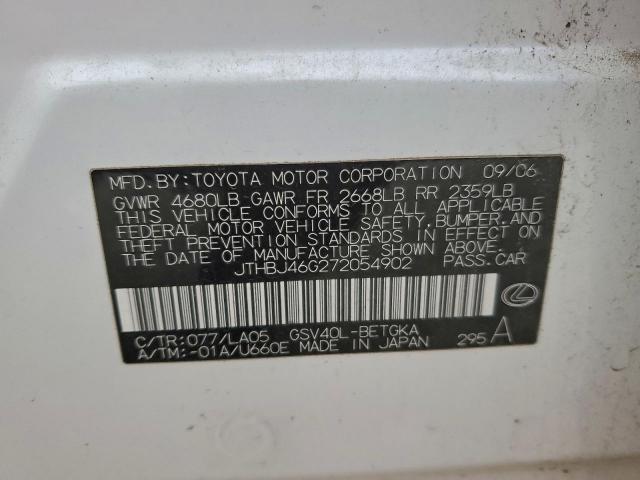 MFD. BY: TOYOTA MOTOR CORPORATION 09/06
GVWR 4680LB GAWR FR 2668LB RR 2359LB
THIS VEHICLE CONFORMS TO ALL APPLICABLE
FEDERAL MOTOR VEHICLE SAFETY, BUMPER, AND
THEFT PREVENTION STANDARDS IN EFFECT ON
THE DATE OF MANUFACTURE SHOWN ABOVE.
JTHBJ46G272054902 PASS.CAR
C/TR:077/LA05 GSV40L-BETGKA
A/TM:-01A/U660E MADE IN JAPAN 295 A